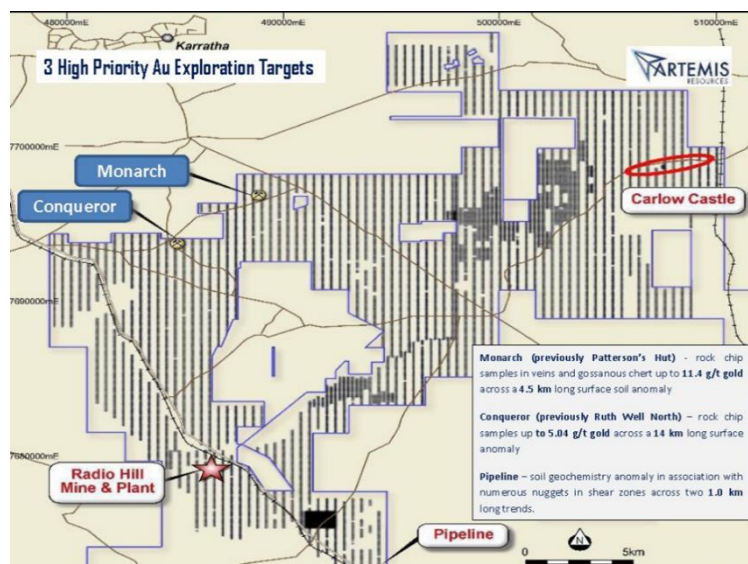 480000mE
490000mE
500000mE
510000mE
Karratha
3 High Priority Au Exploration Targets
ARTEMIS
RESOURCES
7700000mE
Monarch
Conqueror
Carlow Castle
7690000mE
Monarch (previously Patterson's Hut) - rock chip
samples in veins and gossanous chert up to 11.4 g/t gold
across a 4.5 km long surface soil anomaly
Conqueror (previously Ruth Well North) – rock chip
samples up to 5.04 g/t gold across a 14 km long surface
anomaly
Pipeline – soil geochemistry anomaly in association with
numerous nuggets in shear zones across two 1.0 km
long trends.
7680000mE
Radio Hill
Mine & Plant
Pipeline
N
0
5km